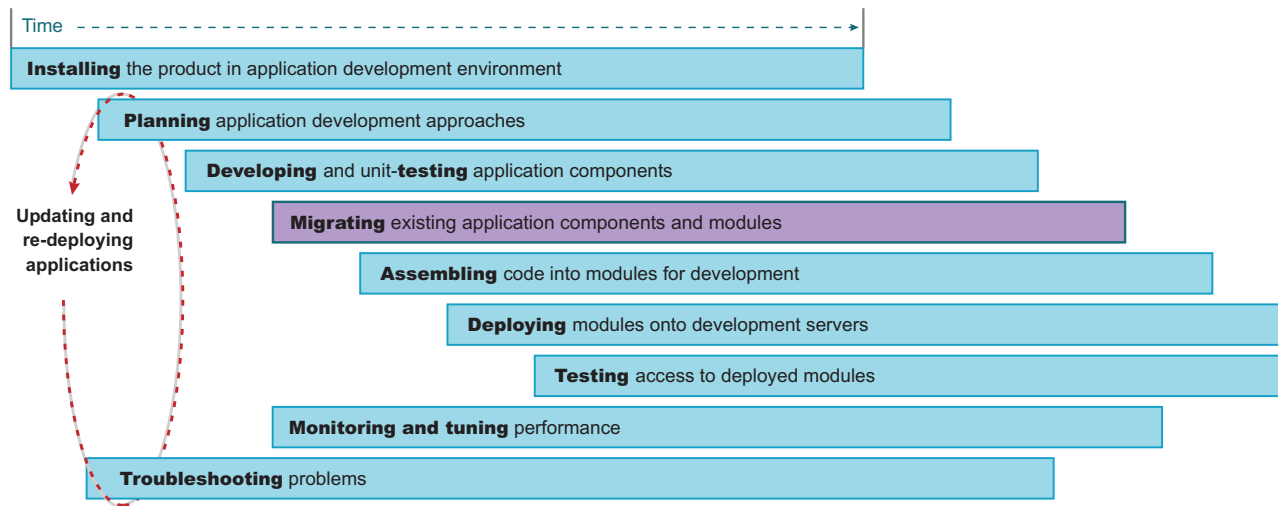 Time
Installing the product in application development environment
Planning application development approaches
Developing and unit-testing application components
Updating and
re-deploying
applications
Migrating existing application components and modules
Assembling code into modules for development
Deploying modules onto development servers
Testing access to deployed modules
Monitoring and tuning performance
Troubleshooting problems